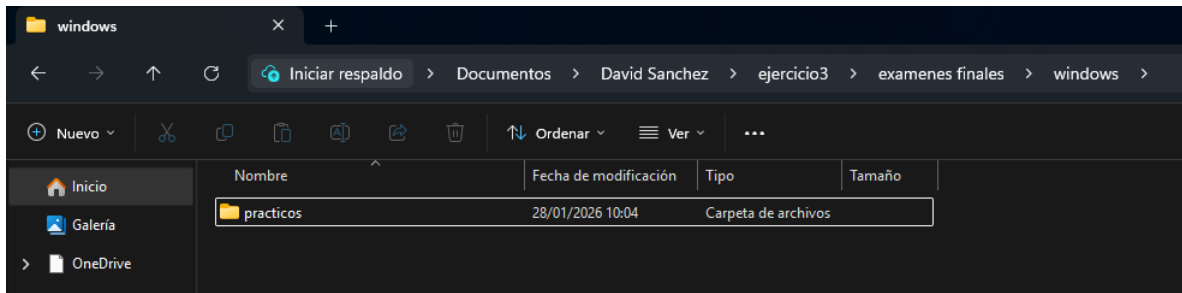 windows
Iniciar respaldo > Documentos > David Sanchez > ejercicio3 > examenes finales > windows >
Nuevo Ordenar Ver ...
Inicio
Nombre Fecha de modificación Tipo Tamaño
practicos 28/01/2026 10:04 Carpeta de archivos
Galería
OneDrive